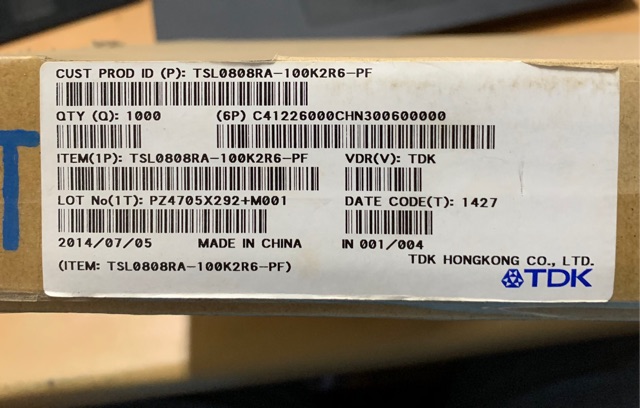 CUST PROD ID (P): TSL0808RA-100K2R6-PF
QTY (Q): 1000 (6P) C41226000CHN300600000
ITEM(1P): TSL0808RA-100K2R6-PF VDR(V): TDK
LOT No(1T): PZ4705X292+M001 DATE CODE(T): 1427
2014/07/05 MADE IN CHINA IN 001/004
(ITEM: TSL0808RA-100K2R6-PF) TDK HONGKONG CO., LTD.
TDK
T